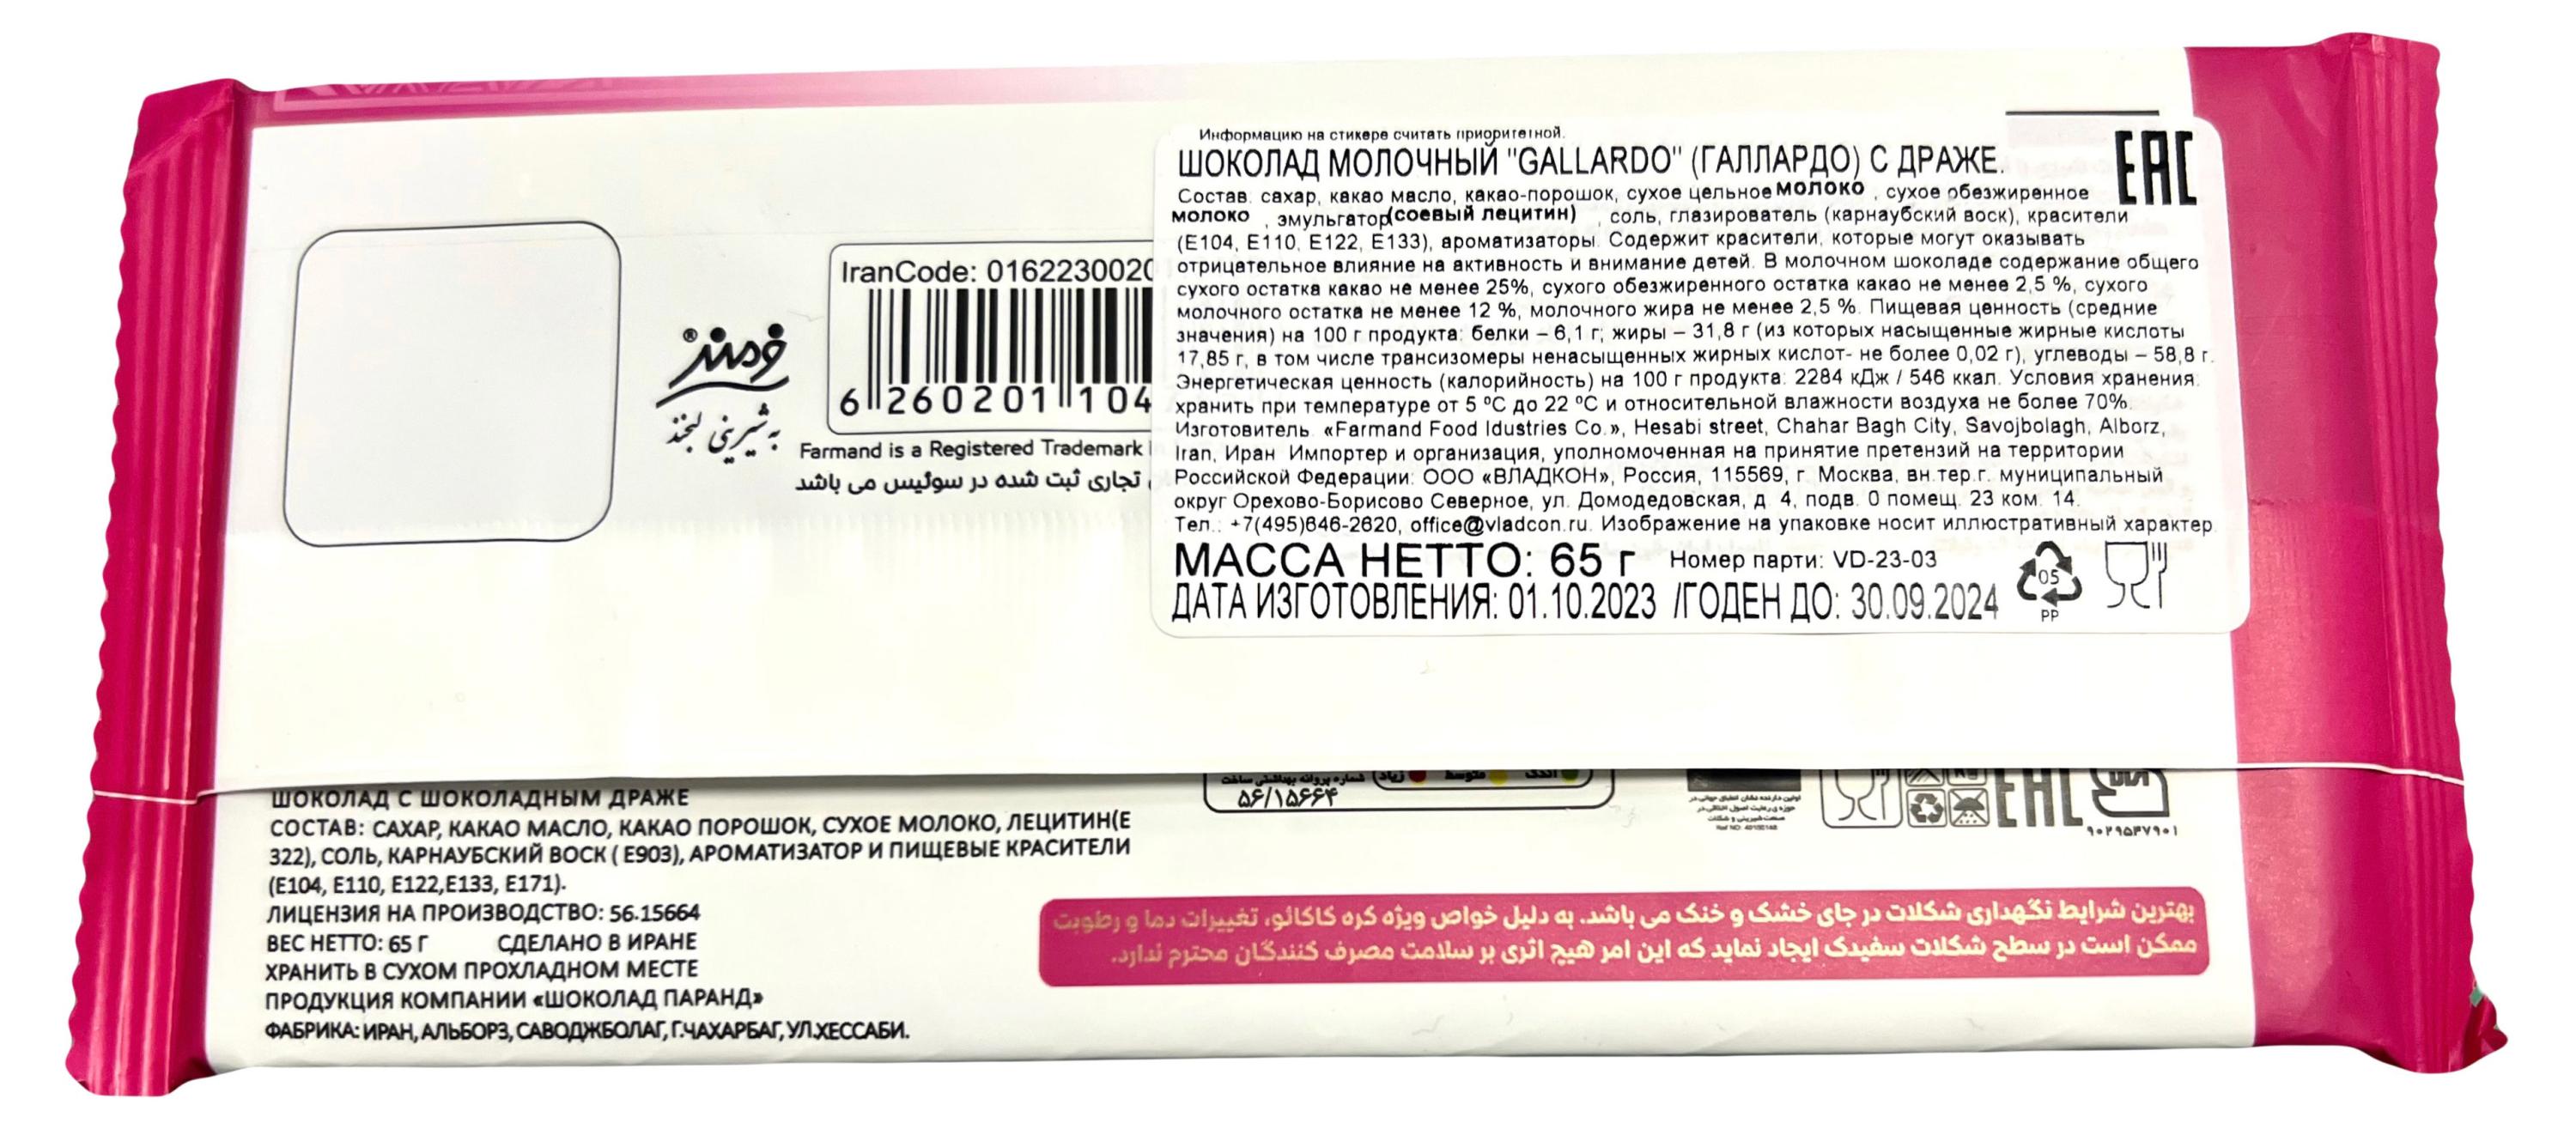 Информацию на стикере считать приоритетной.
ШОКОЛАД МОЛОЧНЫЙ "GALLARDO" (ГАЛЛАРДО) С ДРАЖЕ.
EAC
Состав: сахар, какао масло, какао-порошок, сухое цельное молоко , сухое обезжиренное
молоко , эмульгатор(соевый лецитин) , соль, глазирователь (карнаубский воск), красители
(Е104, Е110, Е122, Е133), ароматизаторы. Содержит красители, которые могут оказывать
отрицательное влияние на активность и внимание детей. В молочном шоколаде содержание общего
сухого остатка какао не менее 25%, сухого обезжиренного остатка какао не менее 2,5 %, сухого
молочного остатка не менее 12 %, молочного жира не менее 2,5 %. Пищевая ценность (средние
значения) на 100 г продукта: белки – 6,1 г; жиры – 31,8 г (из которых насыщенные жирные кислоты
17,85 г, в том числе трансизомеры ненасыщенных жирных кислот- не более 0,02 г), углеводы – 58,8 г.
Энергетическая ценность (калорийность) на 100 г продукта: 2284 кДж / 546 ккал. Условия хранения:
хранить при температуре от 5 ºС до 22 ºС и относительной влажности воздуха не более 70%.
Изготовитель: «Farmand Food Idustries Co.», Hesabi street, Chahar Bagh City, Savojbolagh, Alborz,
Iran, Иран Импортер и организация, уполномоченная на принятие претензий на территории
Российской Федерации: ООО «ВЛАДКОН», Россия, 115569, г. Москва, вн.тер.г. муниципальный
округ Орехово-Борисово Северное, ул. Домодедовская, д. 4, подв. 0 помещ. 23 ком. 14.
Тел.: +7(495)646-2620, office@vladcon.ru. Изображение на упаковке носит иллюстративный характер.
МАССА НЕТТО: 65 г Номер парти: VD-23-03
ДАТА ИЗГОТОВЛЕНИЯ: 01.10.2023 /ГОДЕН ДО: 30.09.2024
05
PP
IranCode: 0162230020
6 260201 104
فرمند®
به شیرینی لبخند
Farmand is a Registered Trademark
تجاری ثبت شده در سوئیس می باشد
ШОКОЛАД С ШОКОЛАДНЫМ ДРАЖЕ
СОСТАВ: САХАР, КАКАО МАСЛО, КАКАО ПОРОШОК, СУХОЕ МОЛОКО, ЛЕЦИТИН(Е
322), СОЛЬ, КАРНАУБСКИЙ ВОСК ( Е903), АРОМАТИЗАТОР И ПИЩЕВЫЕ КРАСИТЕЛИ
(Е104, Е110, Е122,Е133, Е171).
ЛИЦЕНЗИЯ НА ПРОИЗВОДСТВО: 56.15664
ВЕС НЕТТО: 65 Г СДЕЛАНО В ИРАНЕ
ХРАНИТЬ В СУХОМ ПРОХЛАДНОМ МЕСТЕ
ПРОДУКЦИЯ КОМПАНИИ «ШОКОЛАД ПАРАНД»
ФАБРИКА: ИРАН, АЛЬБОРЗ, САВОДЖБОЛАГ, Г.ЧАХАРБАГ, УЛ.ХЕССАБИ.
شماره پروانه بهداشتی ساخت
۵۶/۱۵۶۶۴
زیاد متوسط اندک
EAC
۹۰۲۹۵۴۷۹۰۱
بهترین شرایط نگهداری شکلات در جای خشک و خنک می باشد. به دلیل خواص ویژه کره کاکائو، تغییرات دما و رطوبت
ممکن است در سطح شکلات سفیدک ایجاد نماید که این امر هیچ اثری بر سلامت مصرف کنندگان محترم ندارد.